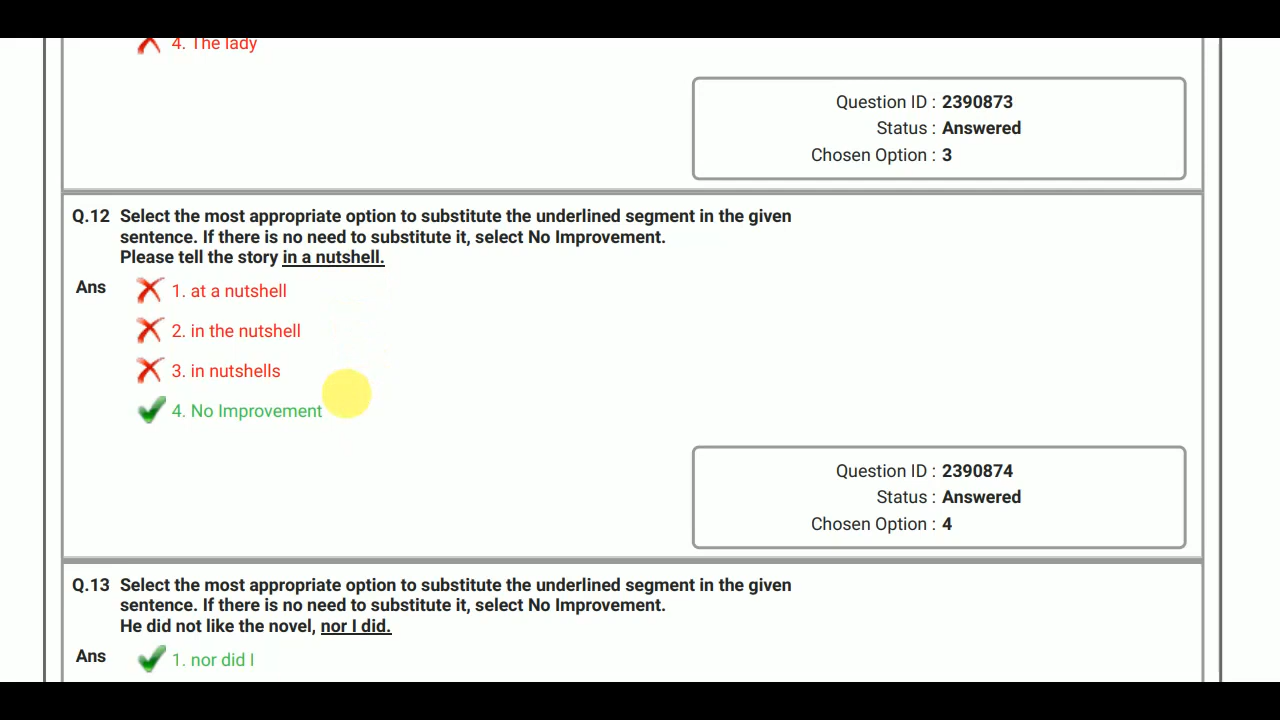 4. The lady
Question ID : 2390873
Status : Answered
Chosen Option : 3
Q.12 Select the most appropriate option to substitute the underlined segment in the given
sentence. If there is no need to substitute it, select No Improvement.
Please tell the story in a nutshell.
Ans
1. at a nutshell
2. in the nutshell
3. in nutshells
4. No Improvement
Question ID : 2390874
Status : Answered
Chosen Option : 4
Q.13 Select the most appropriate option to substitute the underlined segment in the given
sentence. If there is no need to substitute it, select No Improvement.
He did not like the novel, nor I did.
Ans
1. nor did I